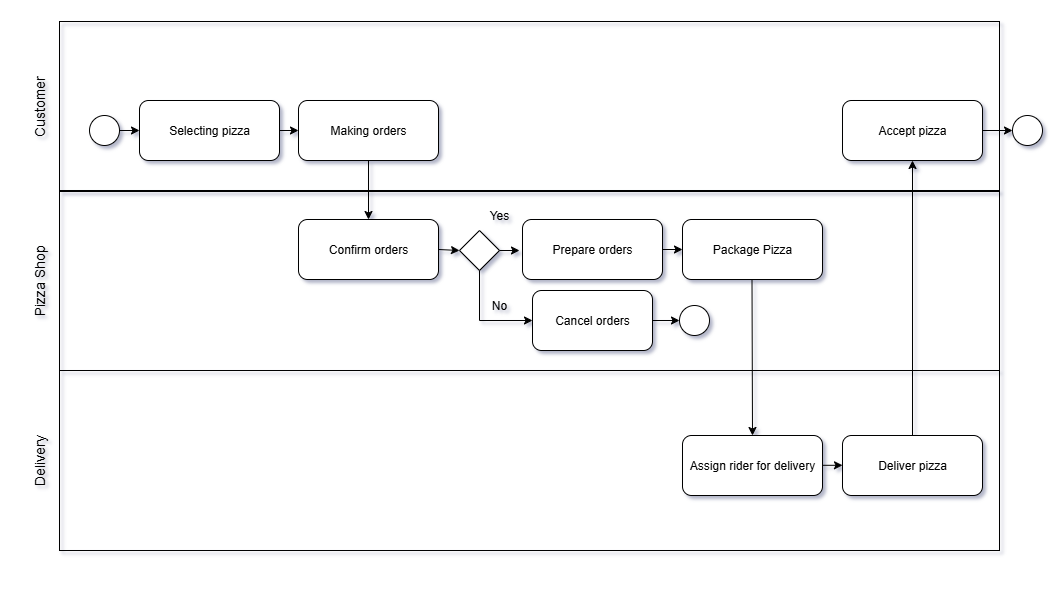 Customer
Selecting pizza
Making orders
Accept pizza
Pizza Shop
Yes
Confirm orders
Prepare orders
Package Pizza
No
Cancel orders
Delivery
Assign rider for delivery
Deliver pizza